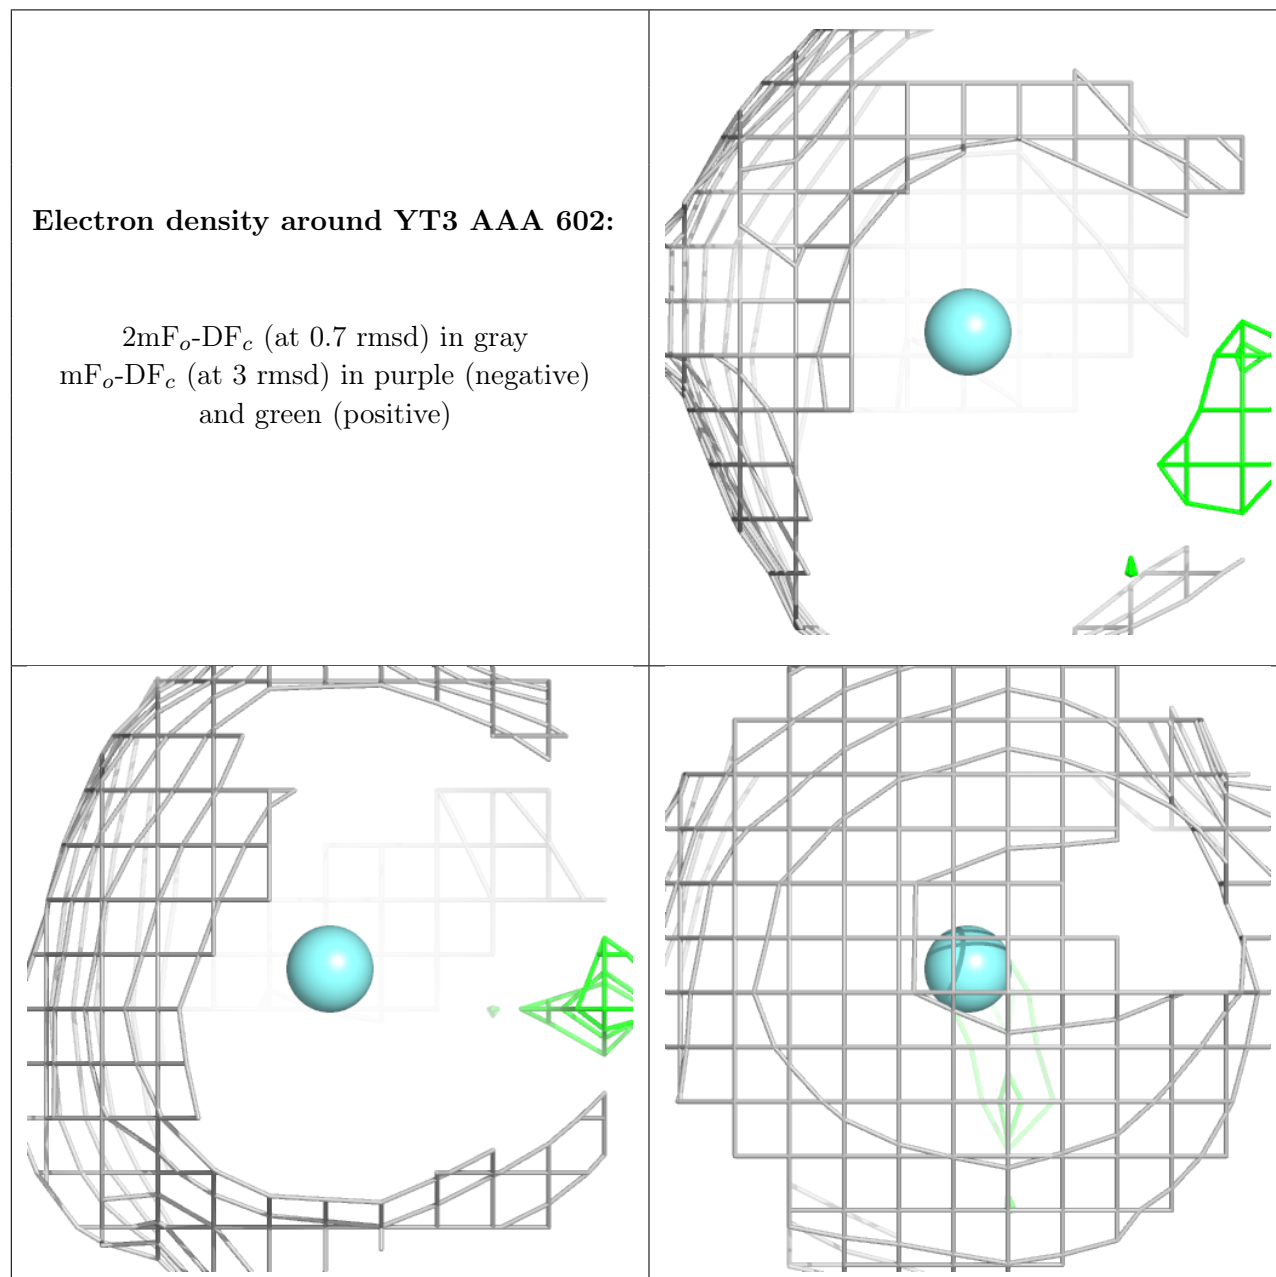 Electron density around YT3 AAA 602:
2mFo-DFc (at 0.7 rmsd) in gray
mFo-DFc (at 3 rmsd) in purple (negative)
and green (positive)